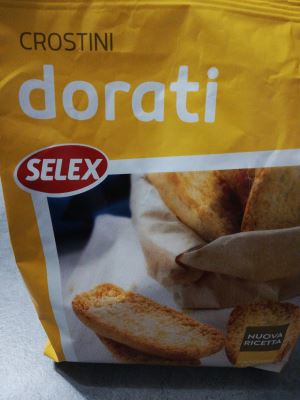 CROSTINI
dorati
SELEX
NUOVA
RICETTA